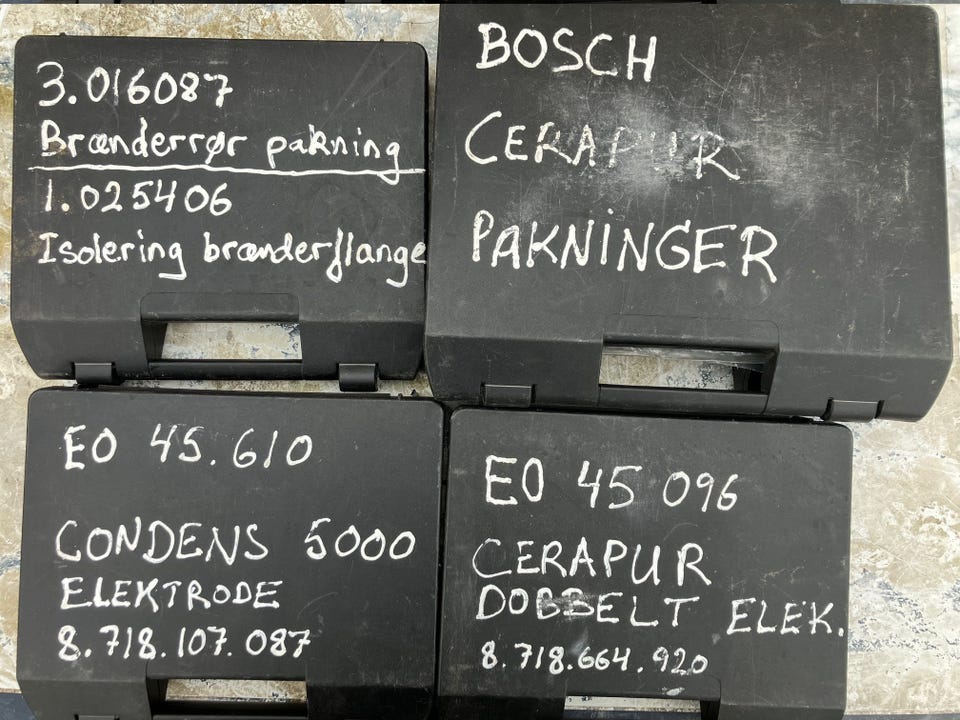 3.016087
Brænderrør pakning
1.025406
Isolering brænderflange
BOSCH
CERAPUR
PAKNINGER
EO 45.610
CONDENS 5000
ELEKTRODE
8.718.107.087
EO 45 096
CERAPUR
DOBBELT ELEK.
8.718.664.920